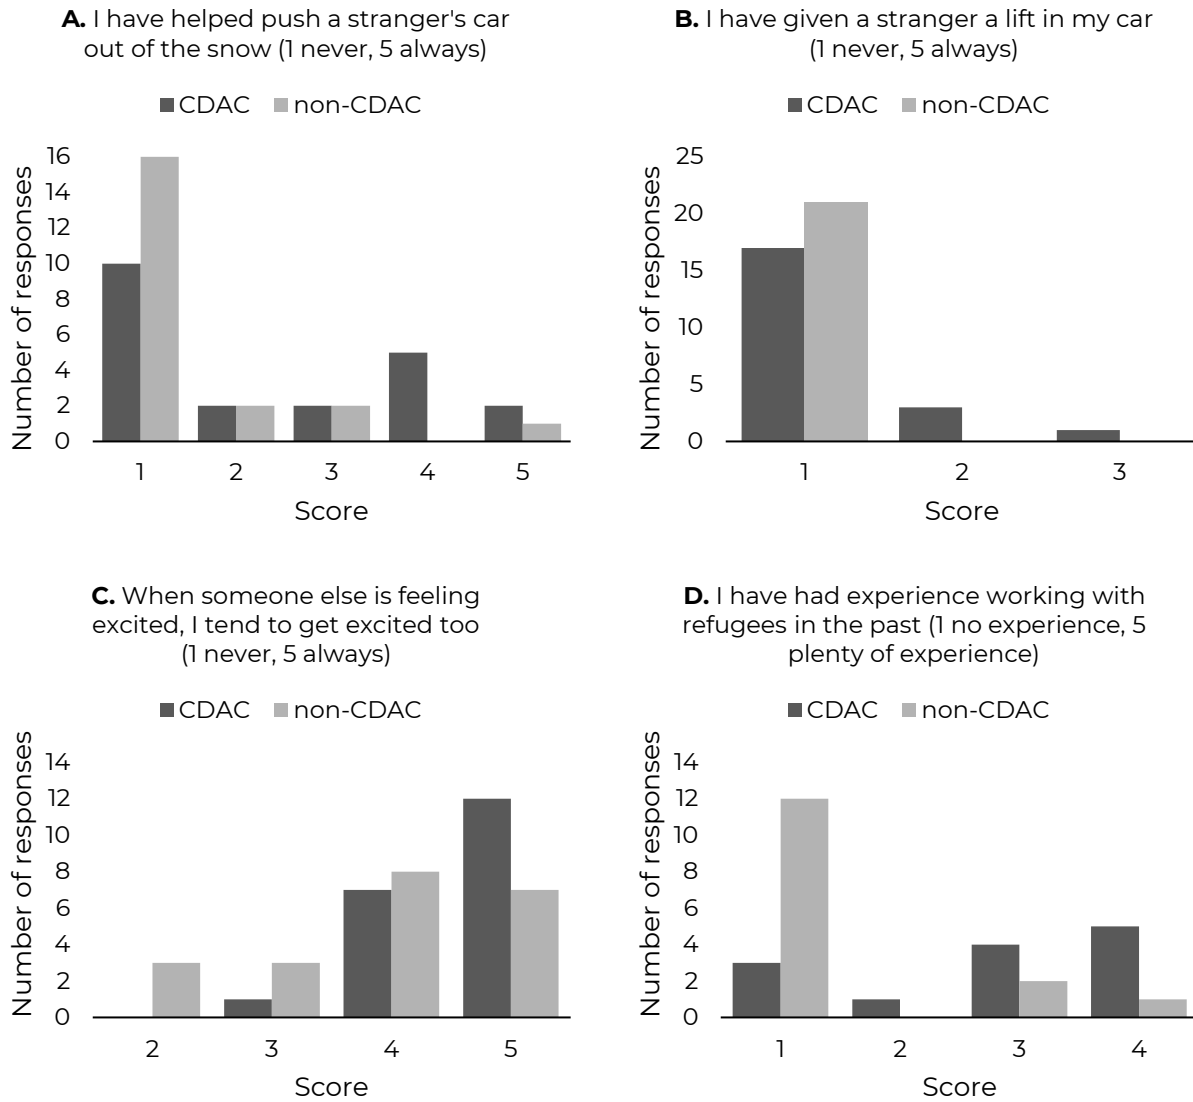 A. I have helped push a stranger's car
out of the snow (1 never, 5 always)
CDAC non-CDAC
Number of responses
16
14
12
10
8
6
4
2
0
1 2 3 4 5
Score
B. I have given a stranger a lift in my car
(1 never, 5 always)
CDAC non-CDAC
Number of responses
25
20
15
10
5
0
1 2 3
Score
C. When someone else is feeling
excited, I tend to get excited too
(1 never, 5 always)
CDAC non-CDAC
Number of responses
14
12
10
8
6
4
2
0
2 3 4 5
Score
D. I have had experience working with
refugees in the past (1 no experience, 5
plenty of experience)
CDAC non-CDAC
Number of responses
14
12
10
8
6
4
2
0
1 2 3 4
Score